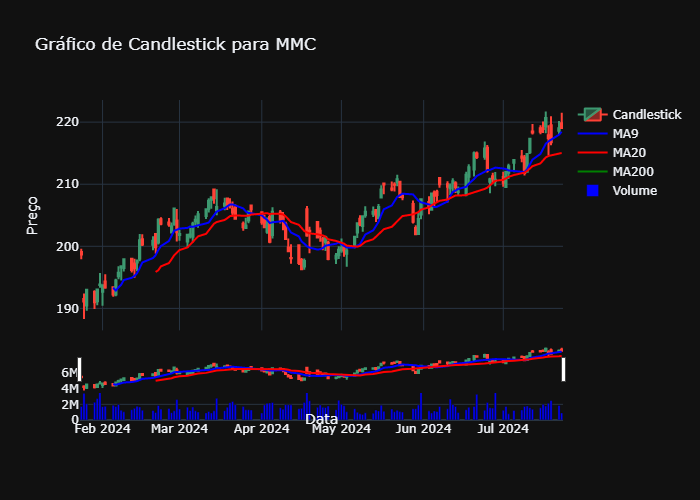 Gráfico de Candlestick para MMC
Candlestick
MA9
MA20
MA200
Volume
Preço
220
210
200
190
6M
4M
2M
0
Data
Feb 2024
Mar 2024
Apr 2024
May 2024
Jun 2024
Jul 2024